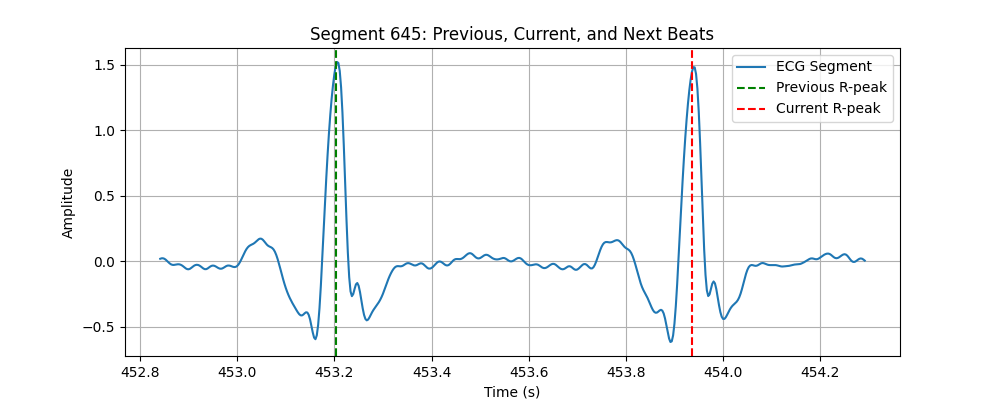 Segment 645: Previous, Current, and Next Beats
ECG Segment
Previous R-peak
Current R-peak
1.5
1.0
0.5
0.0
−0.5
Amplitude
452.8 453.0 453.2 453.4 453.6 453.8 454.0 454.2
Time (s)